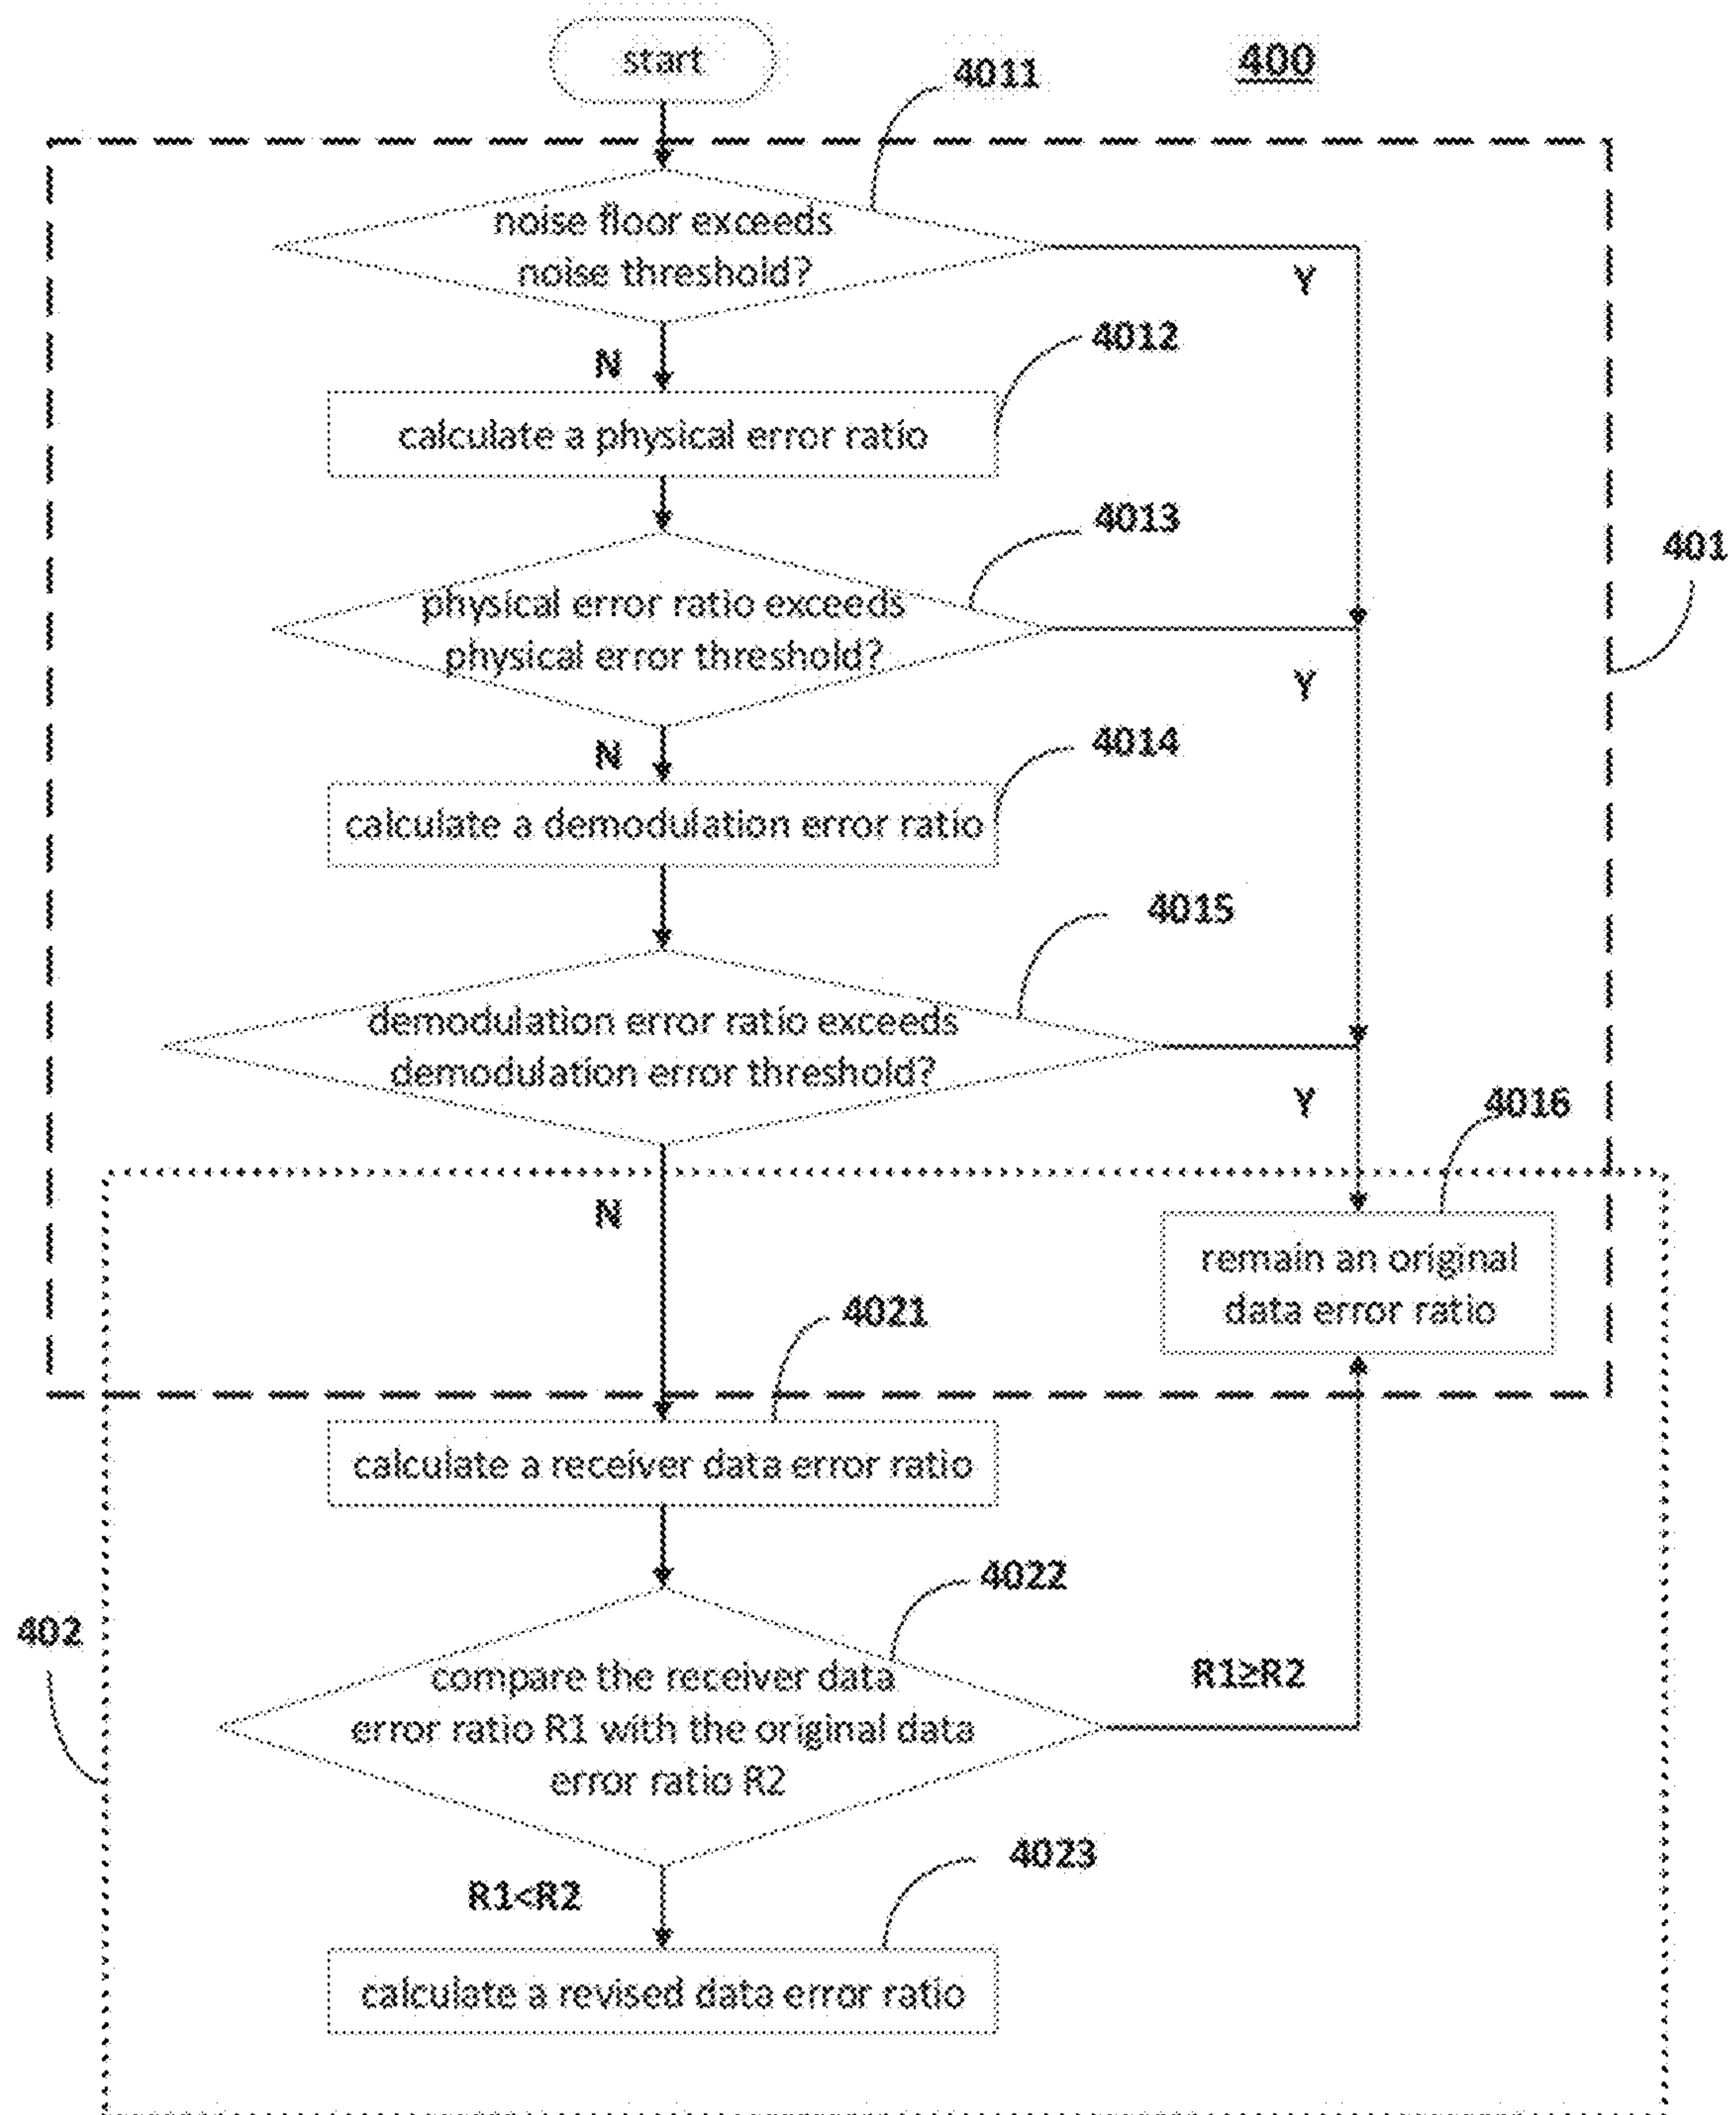 start
400
4011
noise floor exceeds
noise threshold?
Y
N
4012
calculate a physical error ratio
4013
401
physical error ratio exceeds
physical error threshold?
Y
N
4014
calculate a demodulation error ratio
4015
demodulation error ratio exceeds
demodulation error threshold?
Y
4016
N
remain an original
data error ratio
4021
calculate a receiver data error ratio
4022
402
compare the receiver data
error ratio R1 with the original data
error ratio R2
R1≥R2
4023
R1<R2
calculate a revised data error ratio